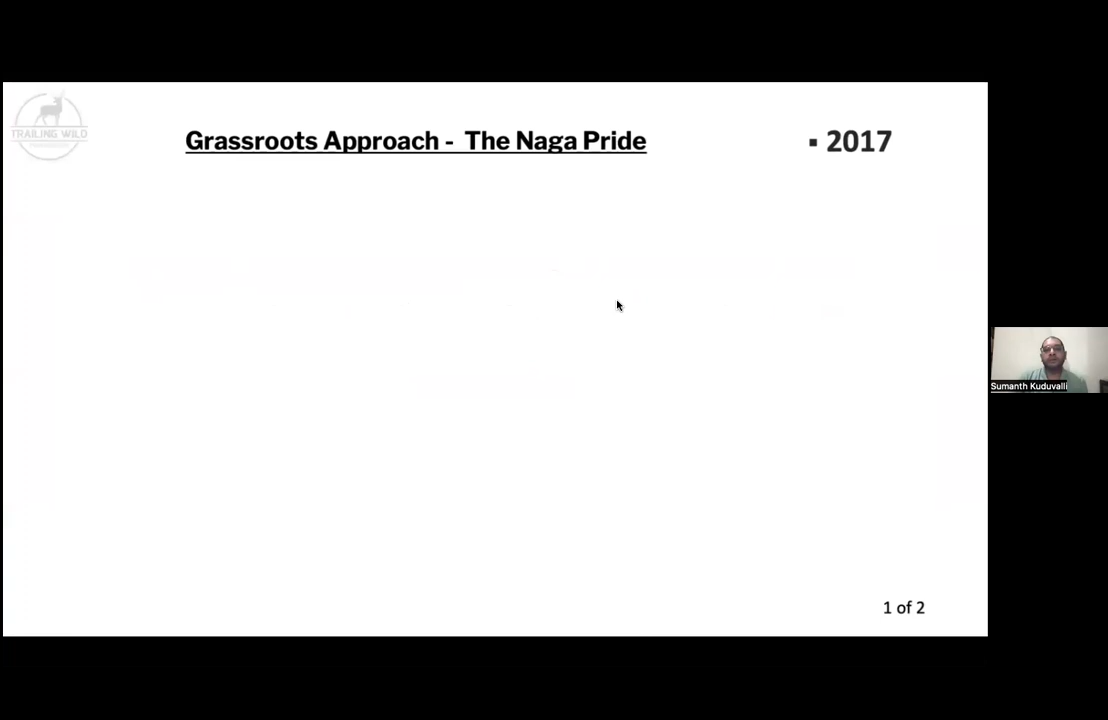 TRAILING WILD
Grassroots Approach - The Naga Pride
▪ 2017
Sumanth Kuduvalli
1 of 2